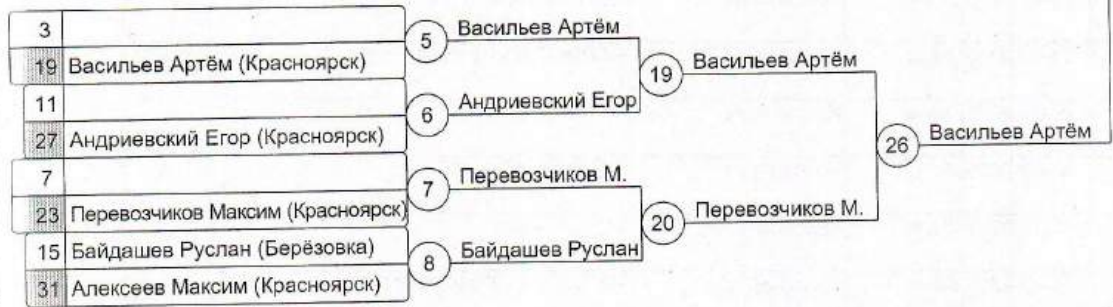 3
5 Васильев Артём
19 Васильев Артём (Красноярск)
19 Васильев Артём
11
6 Андриевский Егор
27 Андриевский Егор (Красноярск)
26 Васильев Артём
7
7 Перевозчиков М.
23 Перевозчиков Максим (Красноярск)
20 Перевозчиков М.
15 Байдашев Руслан (Берёзовка)
8 Байдашев Руслан
31 Алексеев Максим (Красноярск)